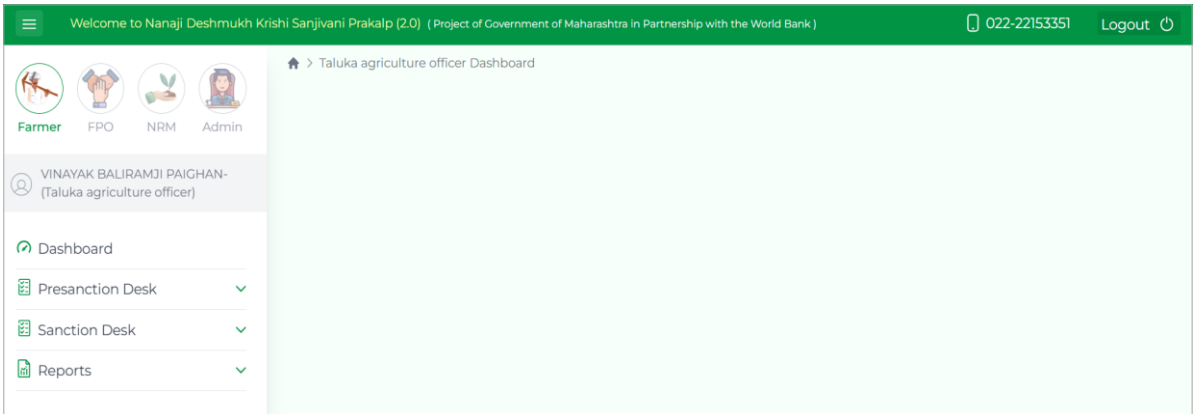 Welcome to Nanaji Deshmukh Krishi Sanjivani Prakalp (2.0) ( Project of Government of Maharashtra in Partnership with the World Bank ) 022-22153351 Logout
> Taluka agriculture officer Dashboard
Farmer FPO NRM Admin
VINAYAK BALIRAMJI PAIGHAN-
(Taluka agriculture officer)
Dashboard
Presanction Desk
Sanction Desk
Reports